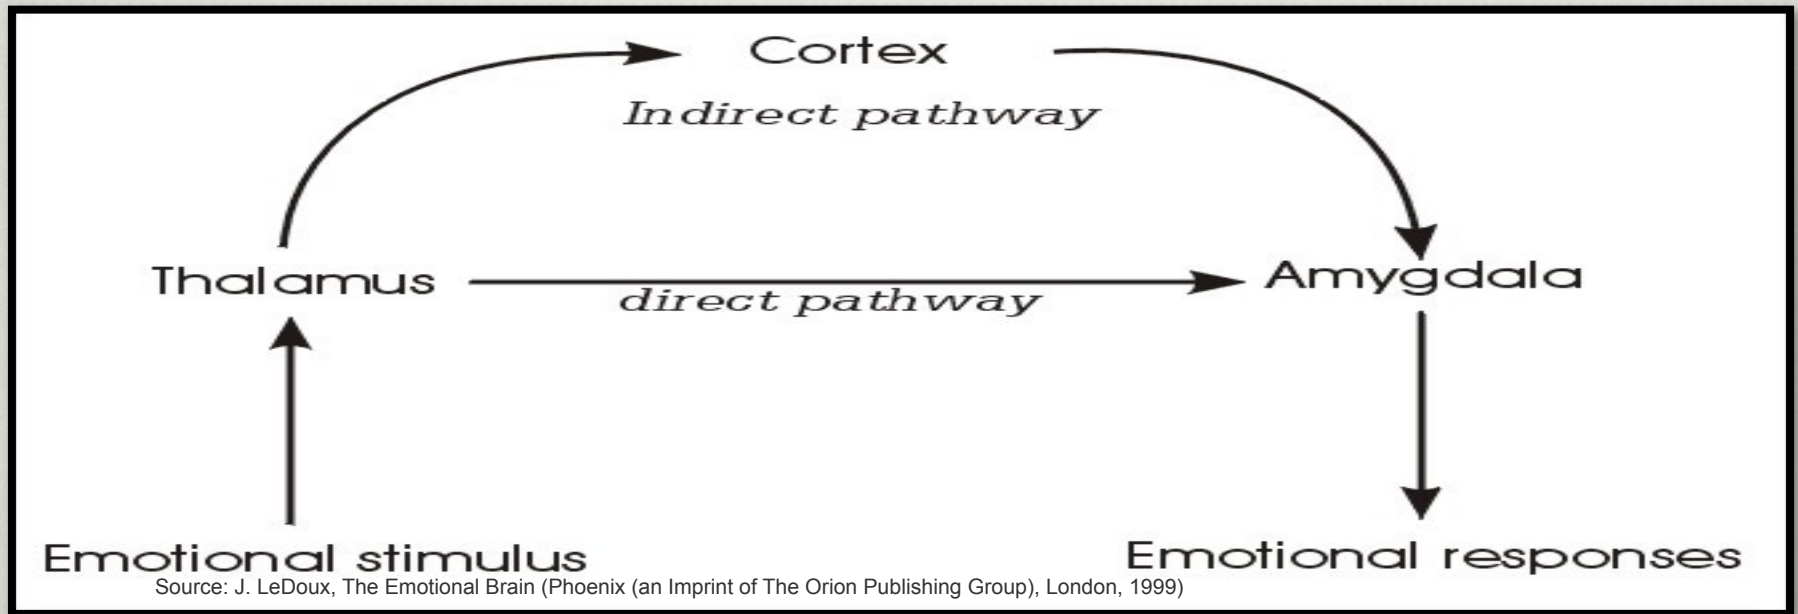 Cortex
Indirect pathway
Thalamus
Amygdala
direct pathway
Emotional stimulus
Emotional responses
Source: J. LeDoux, The Emotional Brain (Phoenix (an Imprint of The Orion Publishing Group), London, 1999)